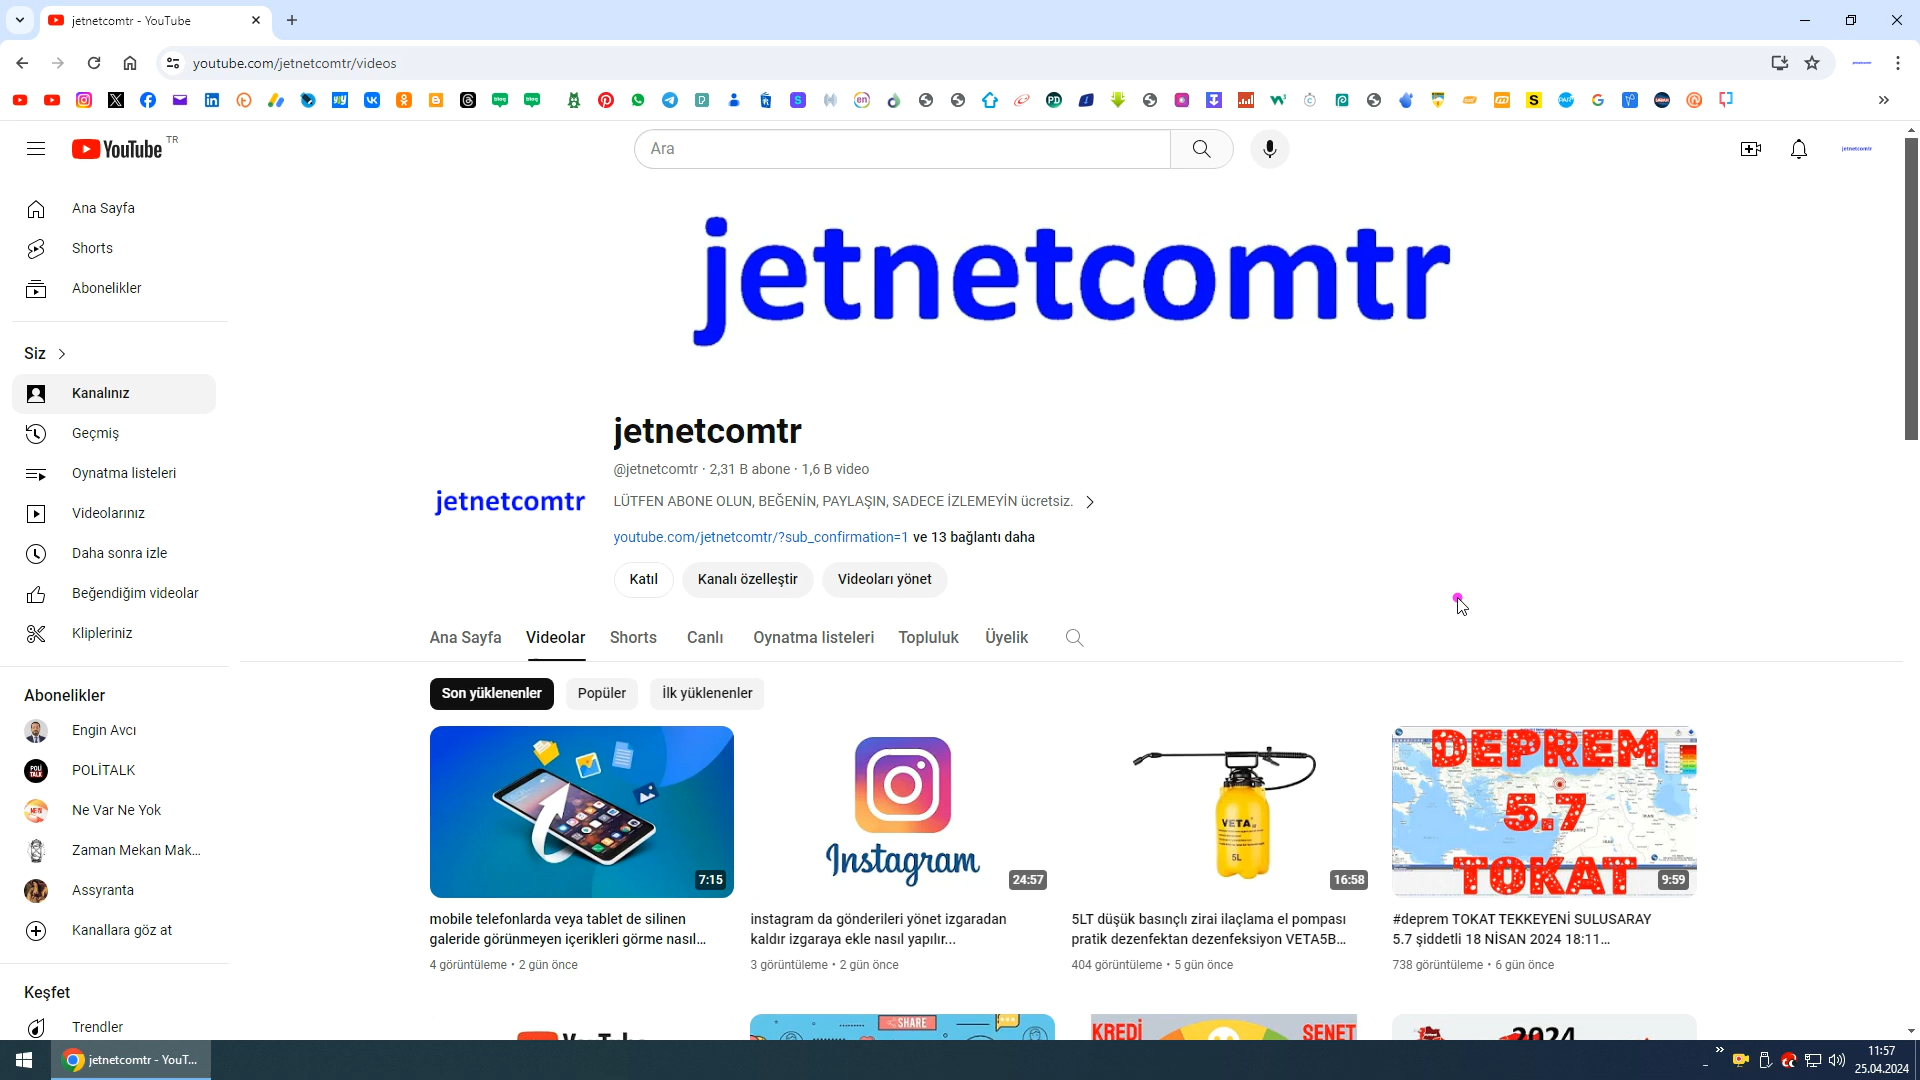 jetnetcomtr - YouTube
youtube.com/jetnetcomtr/videos
YouTube TR
Ara
jetnetcomtr
Ana Sayfa
Shorts
Abonelikler
Siz
Kanalınız
Geçmiş
Oynatma listeleri
Videolarınız
Daha sonra izle
Beğendiğim videolar
Klipleriniz
Abonelikler
Engin Avcı
POLİTALK
Ne Var Ne Yok
Zaman Mekan Mak...
Assyranta
Kanallara göz at
Keşfet
Trendler
jetnetcomtr
jetnetcomtr
jetnetcomtr
@jetnetcomtr · 2,31 B abone · 1,6 B video
LÜTFEN ABONE OLUN, BEĞENİN, PAYLAŞIN, SADECE İZLEMEYİN ücretsiz.
youtube.com/jetnetcomtr/?sub_confirmation=1 ve 13 bağlantı daha
Katıl
Kanalı özelleştir
Videoları yönet
Ana Sayfa
Videolar
Shorts
Canlı
Oynatma listeleri
Topluluk
Üyelik
Son yüklenenler
Popüler
İlk yüklenenler
7:15
mobile telefonlarda veya tablet de silinen
galeride görünmeyen içerikleri görme nasıl...
4 görüntüleme • 2 gün önce
Instagram
24:57
instagram da gönderileri yönet izgaradan
kaldır izgaraya ekle nasıl yapılır...
3 görüntüleme • 2 gün önce
VETA
5L
16:58
5LT düşük basınçlı zirai ilaçlama el pompası
pratik dezenfektan dezenfeksiyon VETA5B...
404 görüntüleme • 5 gün önce
DEPREM
5.7
TOKAT
9:59
#deprem TOKAT TEKKEYENİ SULUSARAY
5.7 şiddetli 18 NİSAN 2024 18:11...
738 görüntüleme • 6 gün önce
SHARE
KREDİ
SENET
2024
jetnetcomtr - YouT...
11:57
25.04.2024